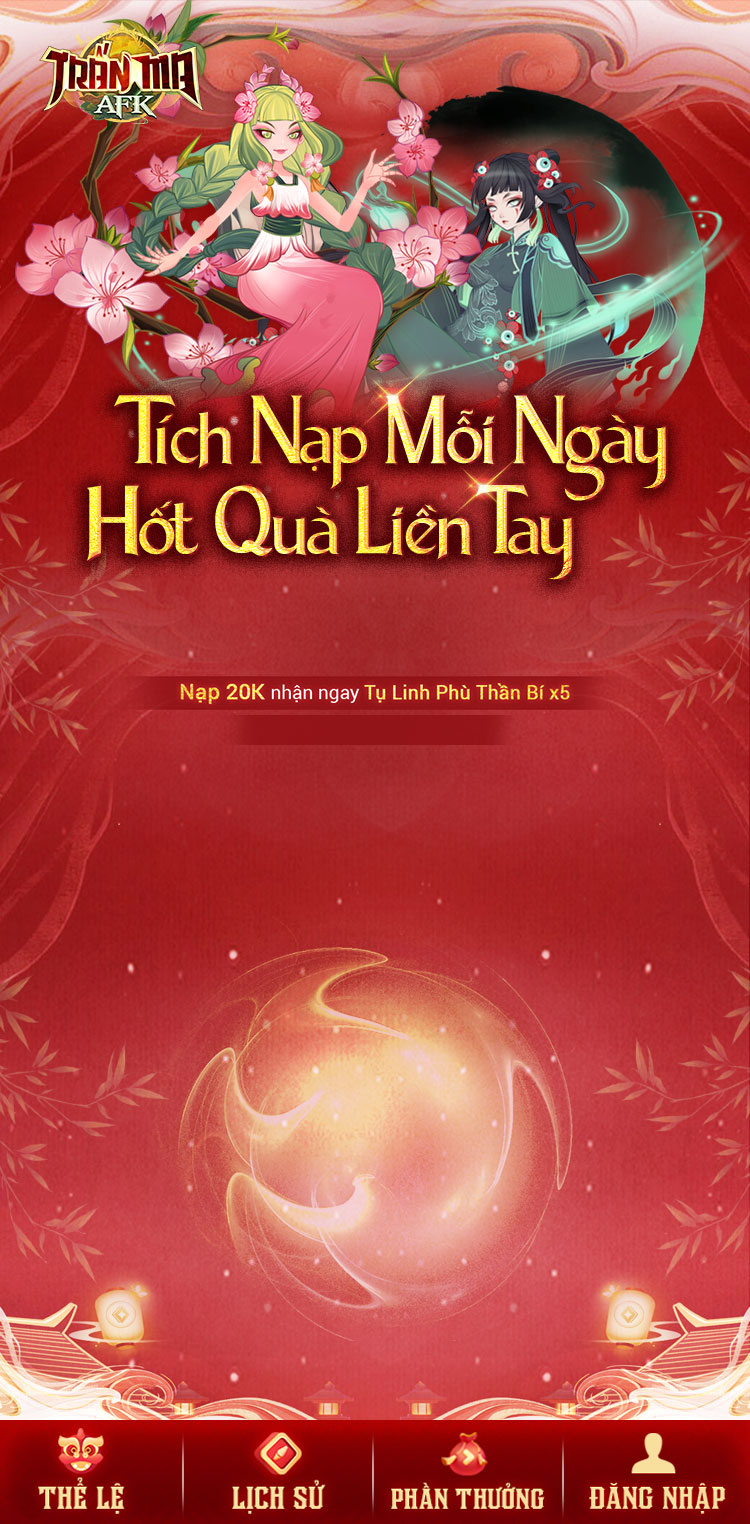 ẤN
TRẤN MA
AFK
Tích Nạp Mỗi Ngày
Hốt Quà Liền Tay
Nạp 20K nhận ngay Tụ Linh Phù Thần Bí x5
THỂ LỆ
LỊCH SỬ
PHẦN THƯỞNG
ĐĂNG NHẬP